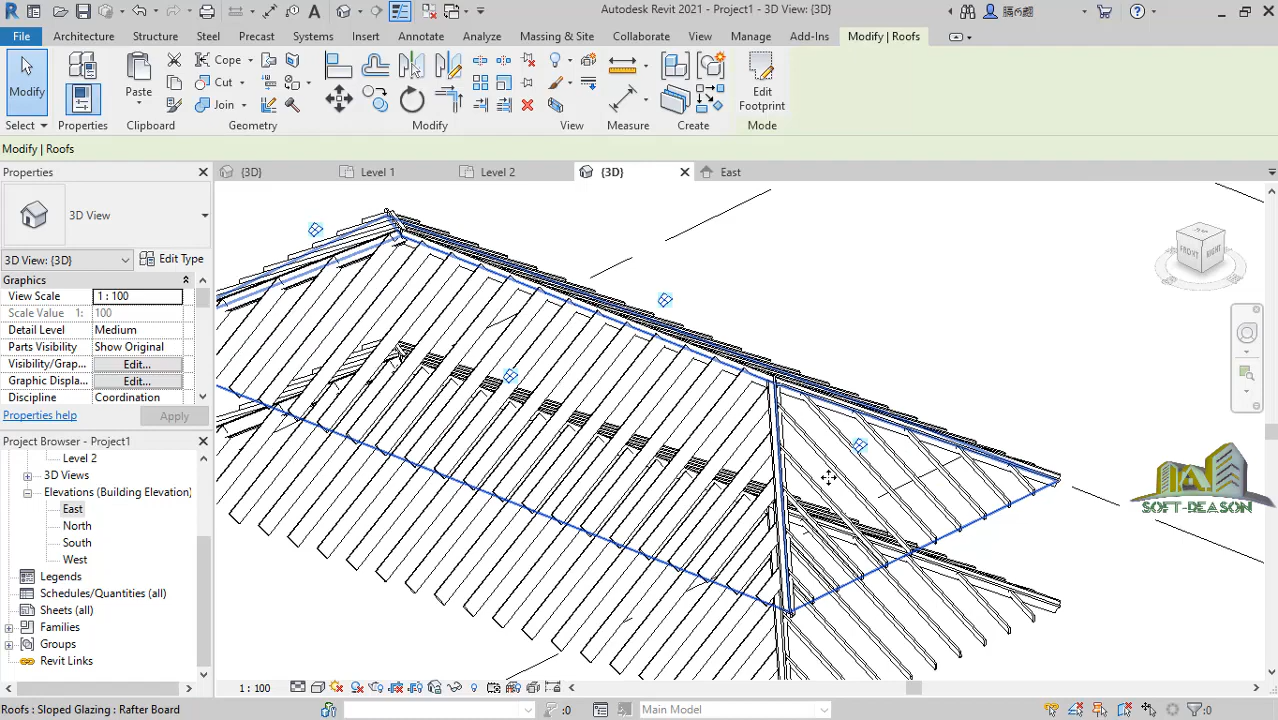 Autodesk Revit 2021 - Project1 - 3D View: {3D}
File Architecture Structure Steel Precast Systems Insert Annotate Analyze Massing & Site Collaborate View Manage Add-Ins Modify | Roofs
Modify
Paste
Cope
Cut
Join
Edit
Footprint
Select Properties Clipboard Geometry Modify View Measure Create Mode
Modify | Roofs
Properties
{3D} Level 1 Level 2 {3D} East
3D View
3D View: {3D} Edit Type
Graphics
View Scale 1 : 100
Scale Value 1: 100
Detail Level Medium
Parts Visibility Show Original
Visibility/Grap... Edit...
Graphic Displa... Edit...
Discipline Coordination
Properties help Apply
Project Browser - Project1
Level 2
3D Views
Elevations (Building Elevation)
East
North
South
West
Legends
Schedules/Quantities (all)
Sheets (all)
Families
Groups
Revit Links
FRONT RIGHT
SOFT-REASON
1 : 100
Roofs : Sloped Glazing : Rafter Board :0 Main Model :0